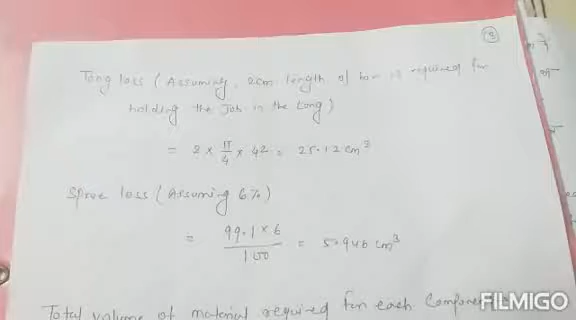 3
Tong loss (Assuming, 2cm length of bar is required for
holding the Job in the tong)
= 2 × π/4 × 42 = 25.12 cm³
Sprue loss (Assuming 6%)
= 99.1 × 6 / 100 = 5.946 cm³
Total volume of material required for each Component
FILMIGO